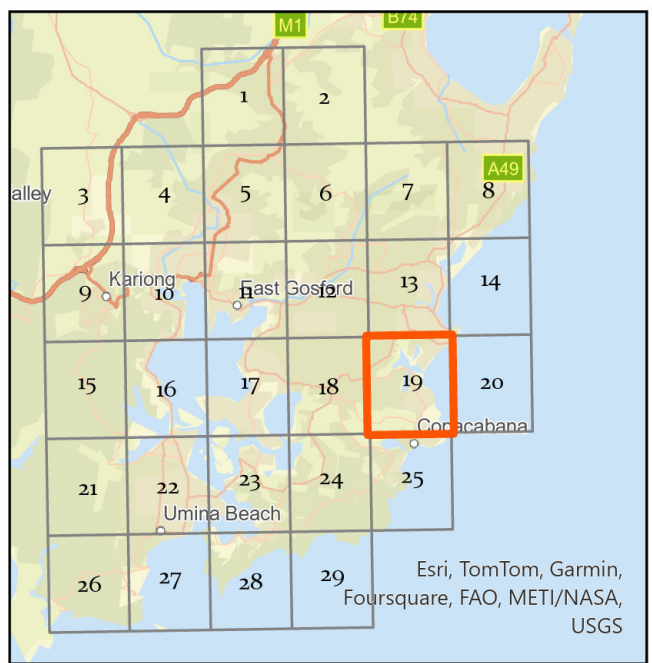 M1
B74
1
2
A49
alley
3
4
5
6
7
8
Kariong
East Gosford
9
10
11
12
13
14
15
16
17
18
19
20
Copacabana
21
22
23
24
25
Umina Beach
26
27
28
29
Esri, TomTom, Garmin,
Foursquare, FAO, METI/NASA,
USGS